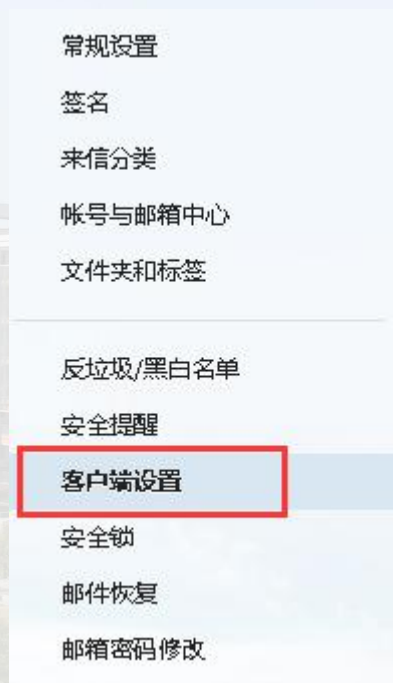 常规设置
签名
来信分类
帐号与邮箱中心
文件夹和标签
反垃圾/黑白名单
安全提醒
客户端设置
安全锁
邮件恢复
邮箱密码修改